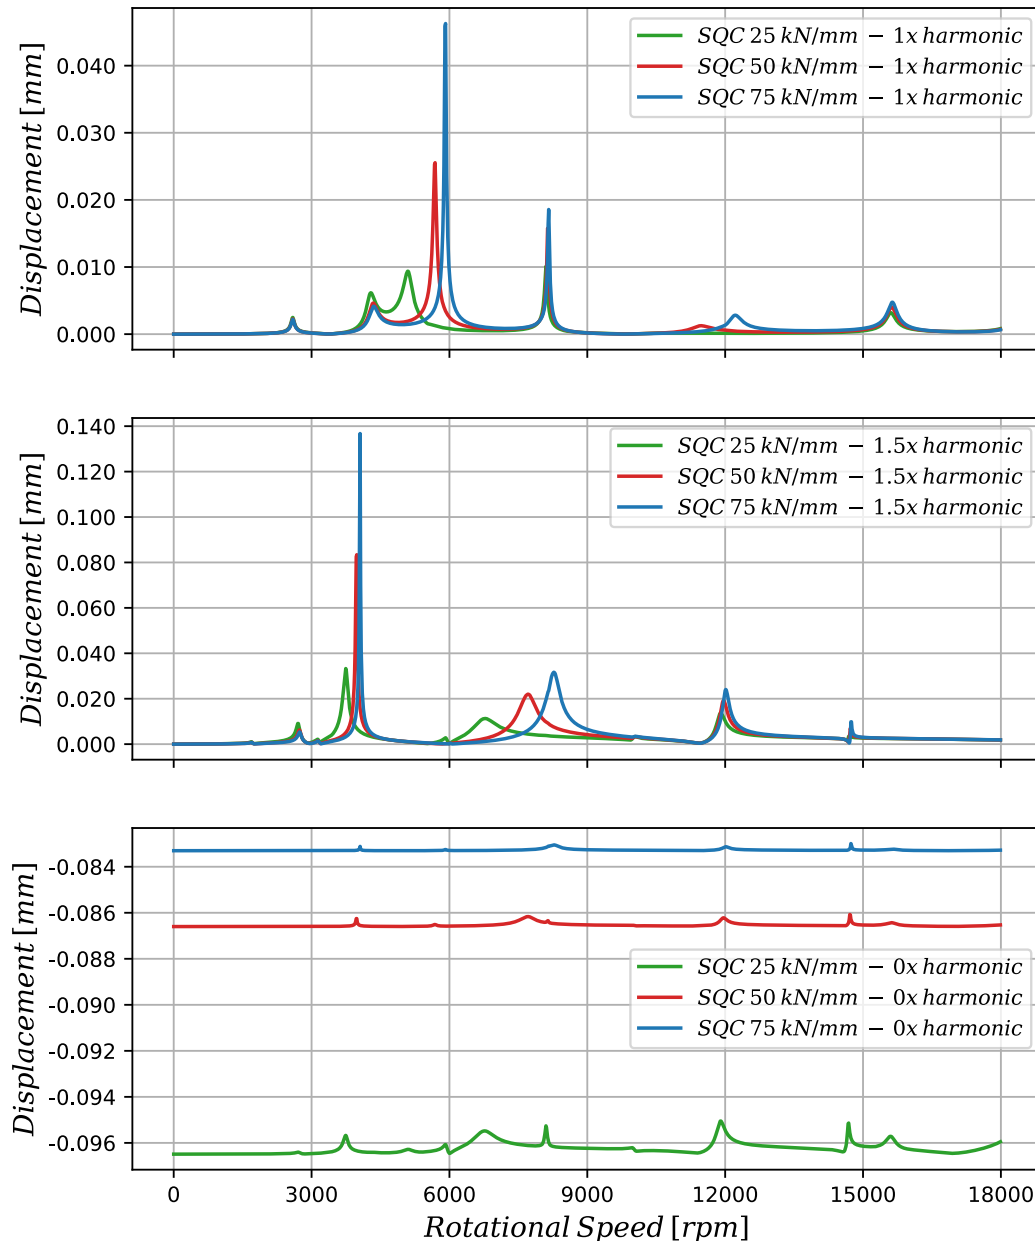 Displacement [mm]
0.040
0.030
0.020
0.010
0.000
SQC 25 kN/mm − 1x harmonic
SQC 50 kN/mm − 1x harmonic
SQC 75 kN/mm − 1x harmonic
Displacement [mm]
0.140
0.120
0.100
0.080
0.060
0.040
0.020
0.000
SQC 25 kN/mm − 1.5x harmonic
SQC 50 kN/mm − 1.5x harmonic
SQC 75 kN/mm − 1.5x harmonic
Displacement [mm]
-0.084
-0.086
-0.088
-0.090
-0.092
-0.094
-0.096
SQC 25 kN/mm − 0x harmonic
SQC 50 kN/mm − 0x harmonic
SQC 75 kN/mm − 0x harmonic
0 3000 6000 9000 12000 15000 18000
Rotational Speed [rpm]